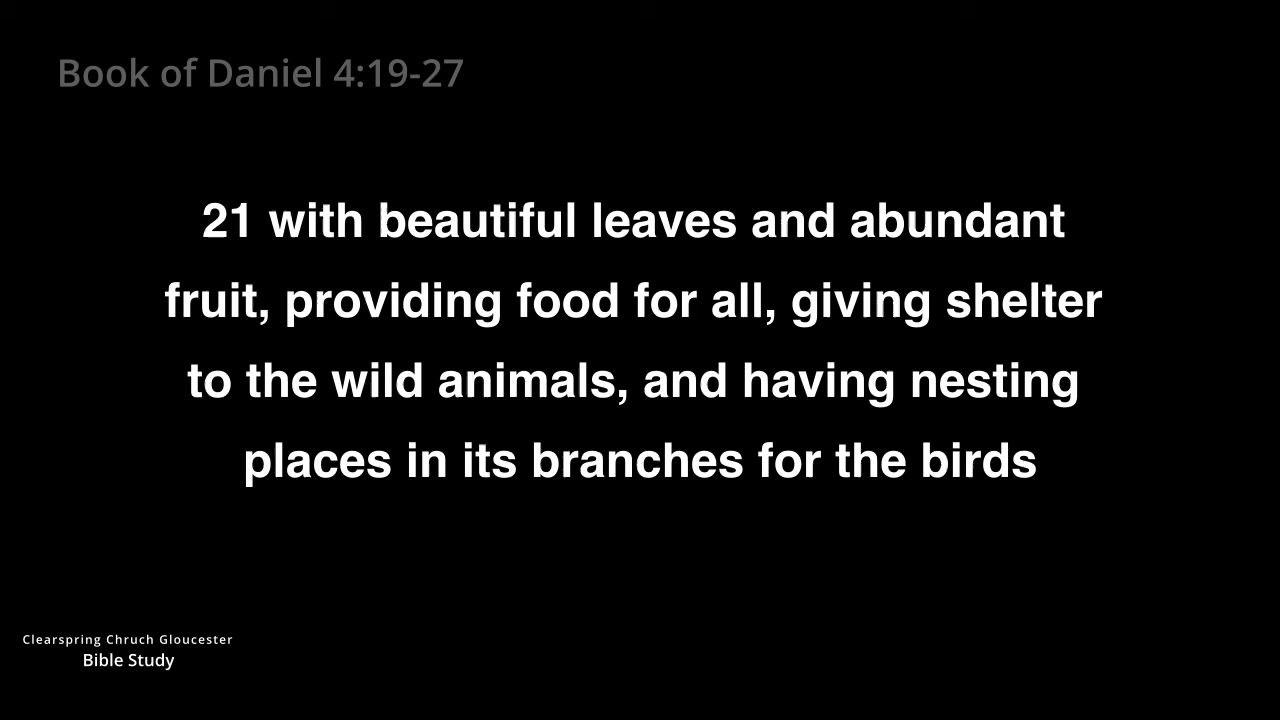 Book of Daniel 4:19-27
21 with beautiful leaves and abundant
fruit, providing food for all, giving shelter
to the wild animals, and having nesting
places in its branches for the birds
Clearspring Chruch Gloucester
Bible Study